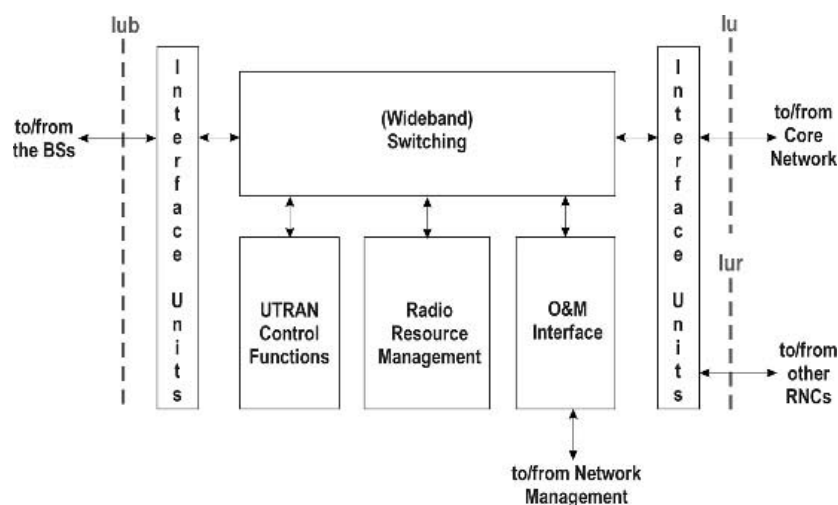 Iub
Iu
Interface Units
(Wideband)
Switching
Interface Units
to/from
the BSs
to/from
Core
Network
Iur
UTRAN
Control
Functions
Radio
Resource
Management
O&M
Interface
to/from
other
RNCs
to/from Network
Management